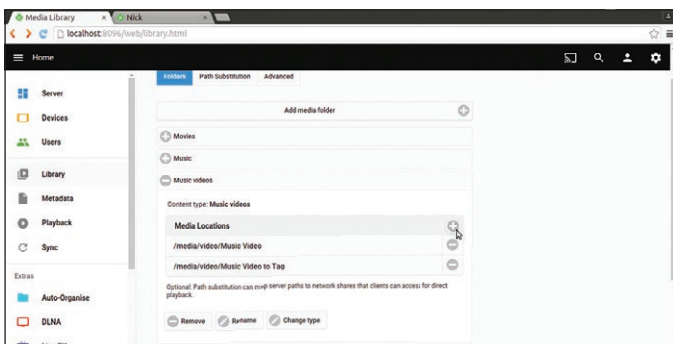 Media Library
Nick
localhost:8096/web/library.html
Home
Server
Devices
Users
Library
Metadata
Playback
Sync
Extras
Auto-Organise
DLNA
Folders Path Substitution Advanced
Add media folder
Movies
Music
Music videos
Content type: Music videos
Media Locations
/media/video/Music Video
/media/video/Music Video to Tag
Optional: Path substitution can map server paths to network shares that clients can access for direct
playback.
Remove Rename Change type